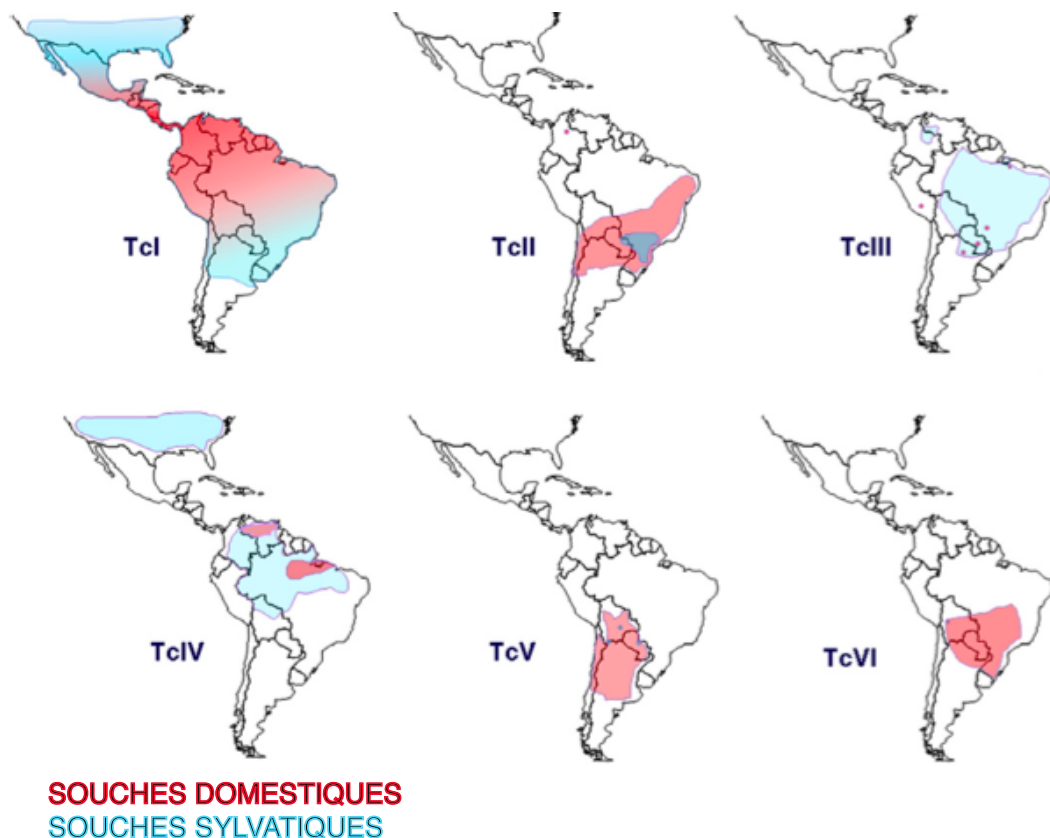 TcI
TcII
TcIII
TcIV
TcV
TcVI
SOUCHES DOMESTIQUES
SOUCHES SYLVATIQUES